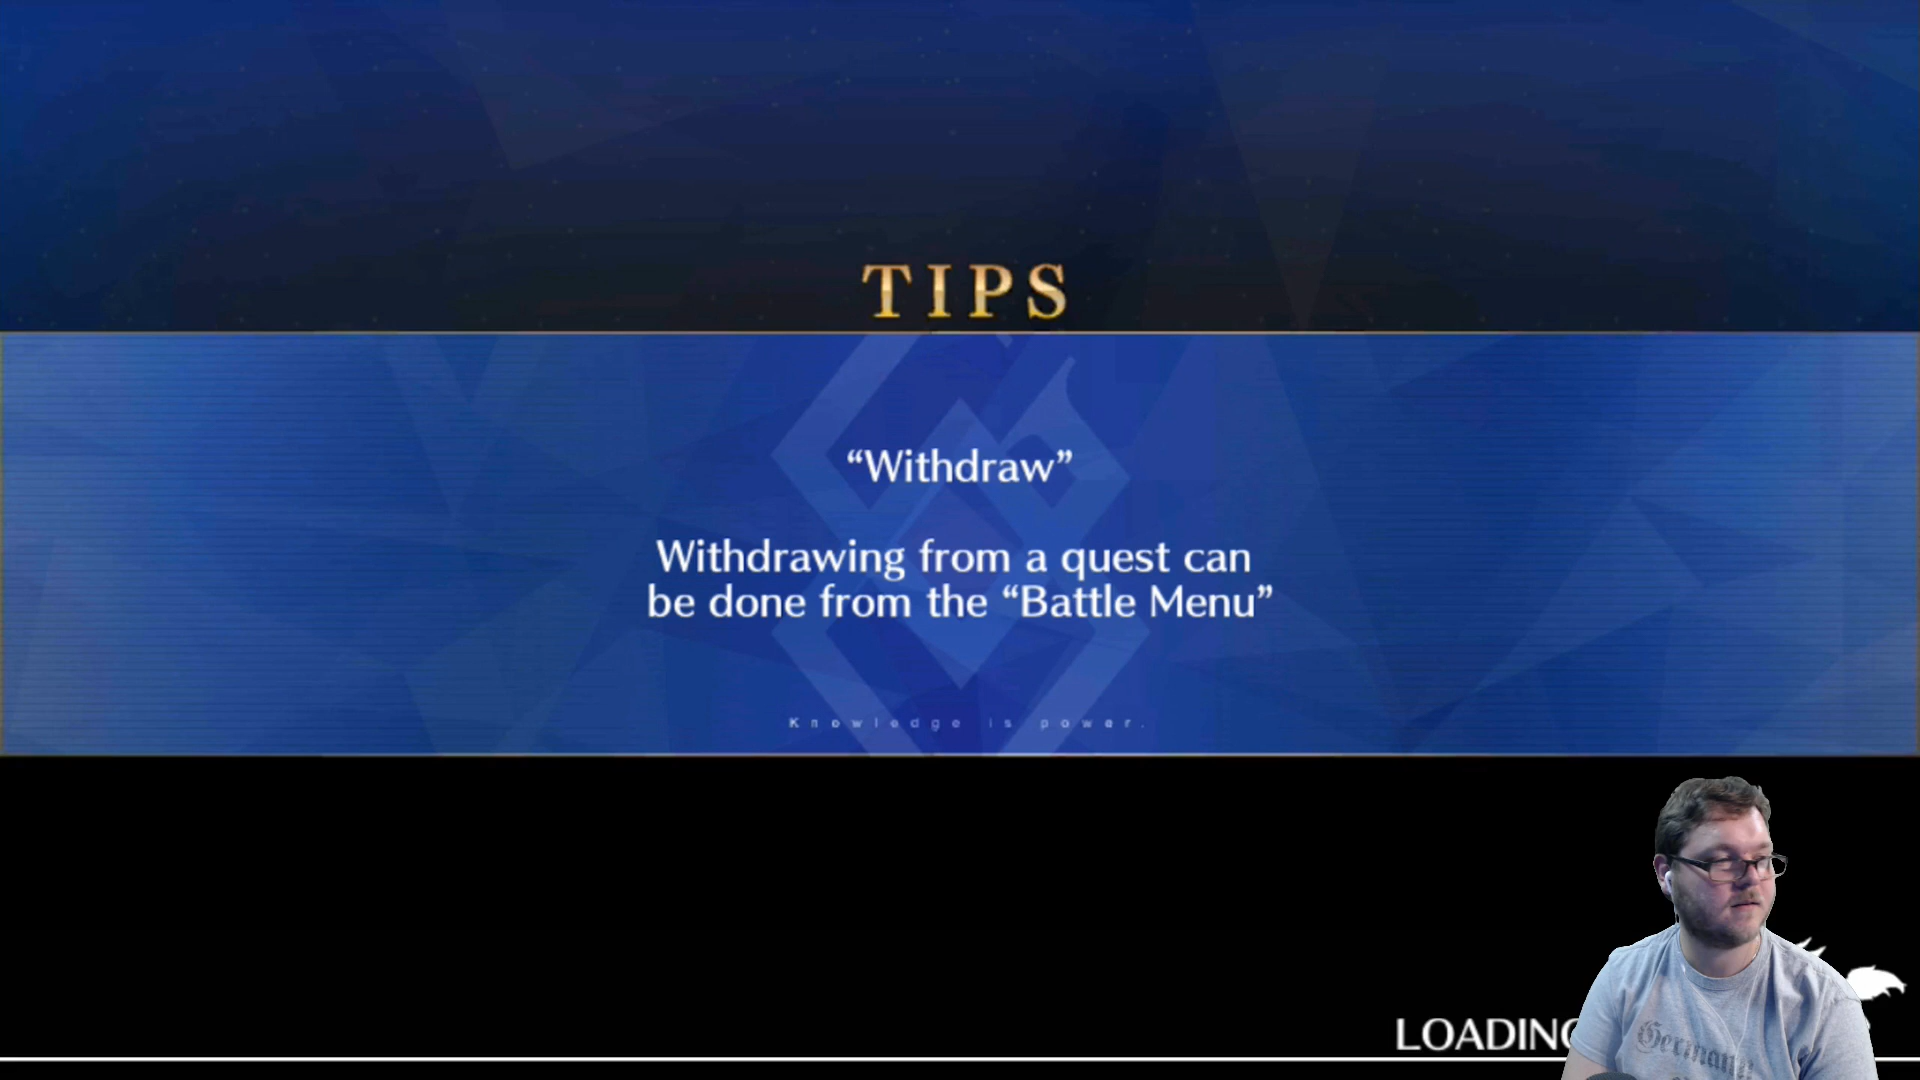 TIPS
“Withdraw”
Withdrawing from a quest can
be done from the “Battle Menu”
Knowledge is power.
LOADING